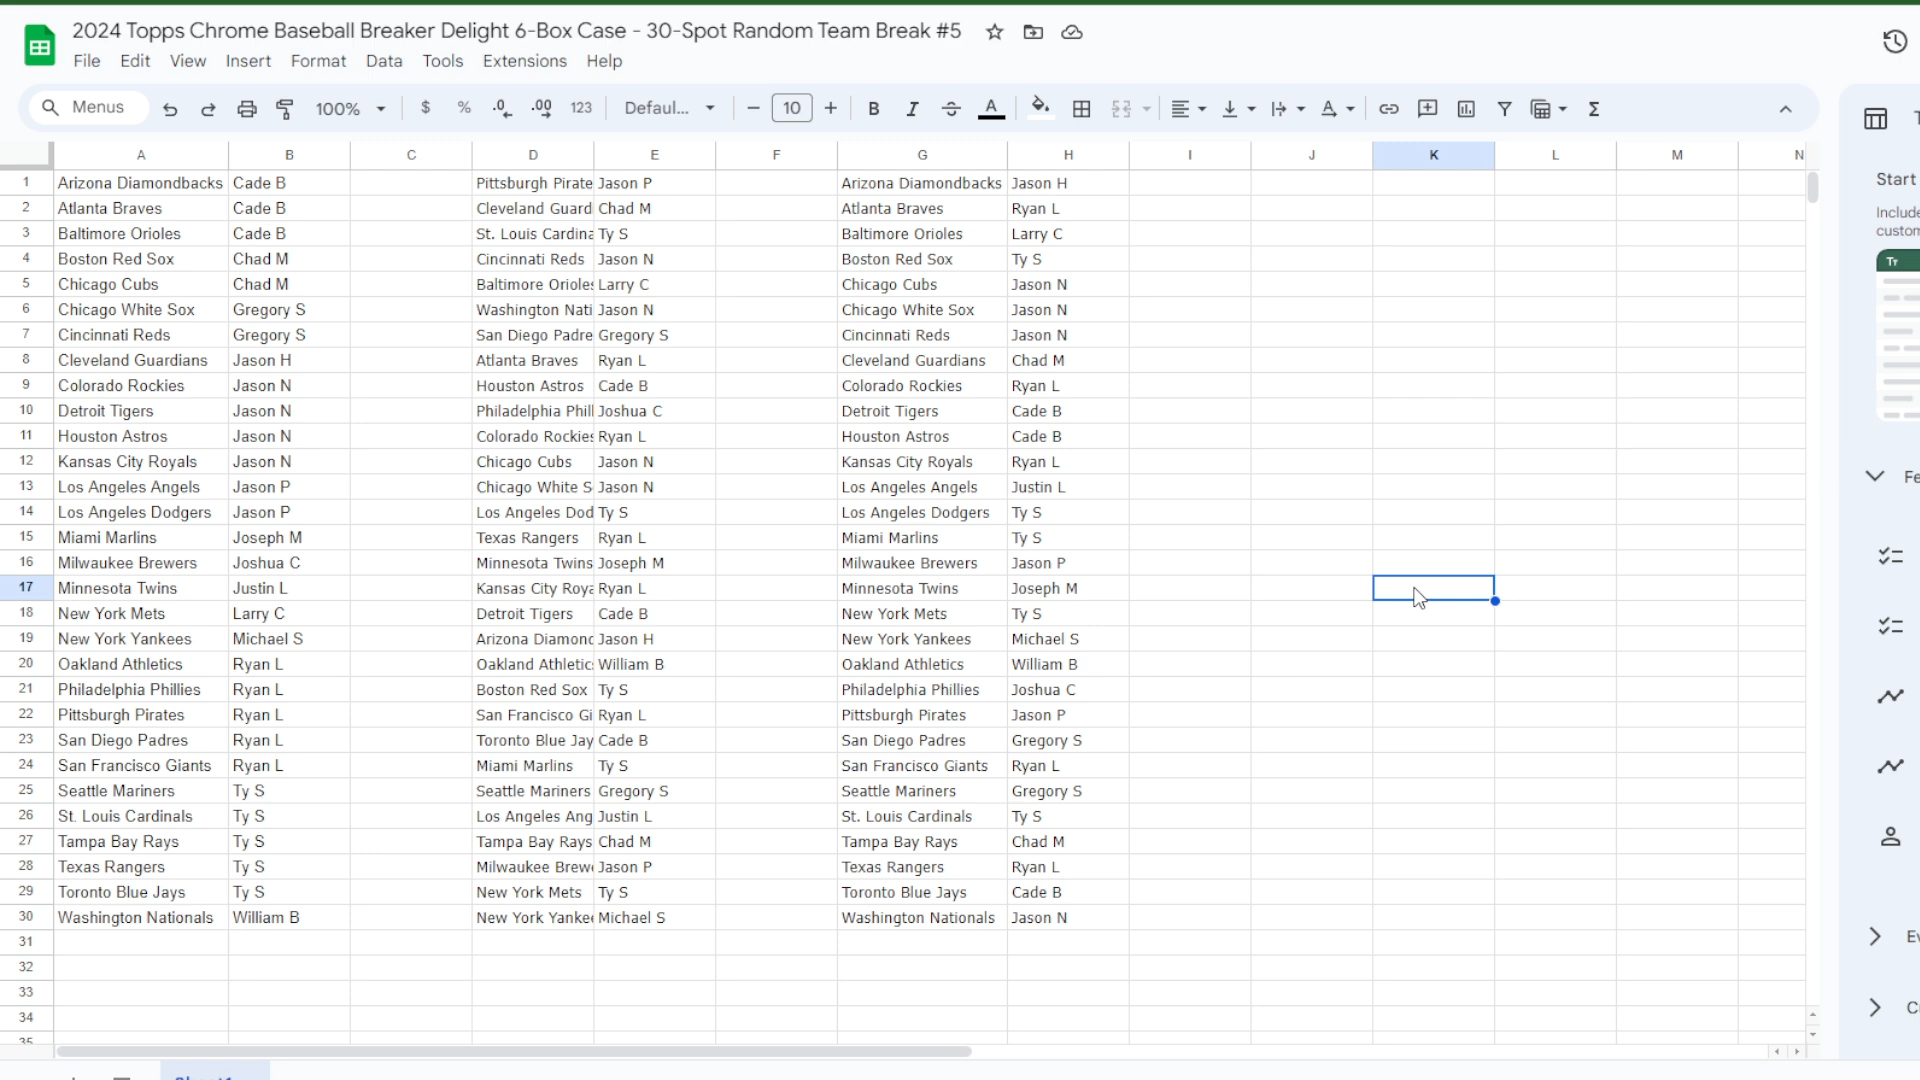 2024 Topps Chrome Baseball Breaker Delight 6-Box Case - 30-Spot Random Team Break #5
File Edit View Insert Format Data Tools Extensions Help
Menus 100% $ % .0 .00 123 Defaul... 10 B I A
A B C D E F G H I J K L M N
1 Arizona Diamondbacks Cade B Pittsburgh Pirate Jason P Arizona Diamondbacks Jason H
2 Atlanta Braves Cade B Cleveland Guard Chad M Atlanta Braves Ryan L
3 Baltimore Orioles Cade B St. Louis Cardina Ty S Baltimore Orioles Larry C
4 Boston Red Sox Chad M Cincinnati Reds Jason N Boston Red Sox Ty S
5 Chicago Cubs Chad M Baltimore Orioles Larry C Chicago Cubs Jason N
6 Chicago White Sox Gregory S Washington Nati Jason N Chicago White Sox Jason N
7 Cincinnati Reds Gregory S San Diego Padre Gregory S Cincinnati Reds Jason N
8 Cleveland Guardians Jason H Atlanta Braves Ryan L Cleveland Guardians Chad M
9 Colorado Rockies Jason N Houston Astros Cade B Colorado Rockies Ryan L
10 Detroit Tigers Jason N Philadelphia Phill Joshua C Detroit Tigers Cade B
11 Houston Astros Jason N Colorado Rockies Ryan L Houston Astros Cade B
12 Kansas City Royals Jason N Chicago Cubs Jason N Kansas City Royals Ryan L
13 Los Angeles Angels Jason P Chicago White S Jason N Los Angeles Angels Justin L
14 Los Angeles Dodgers Jason P Los Angeles Dod Ty S Los Angeles Dodgers Ty S
15 Miami Marlins Joseph M Texas Rangers Ryan L Miami Marlins Ty S
16 Milwaukee Brewers Joshua C Minnesota Twins Joseph M Milwaukee Brewers Jason P
17 Minnesota Twins Justin L Kansas City Roya Ryan L Minnesota Twins Joseph M
18 New York Mets Larry C Detroit Tigers Cade B New York Mets Ty S
19 New York Yankees Michael S Arizona Diamond Jason H New York Yankees Michael S
20 Oakland Athletics Ryan L Oakland Athletics William B Oakland Athletics William B
21 Philadelphia Phillies Ryan L Boston Red Sox Ty S Philadelphia Phillies Joshua C
22 Pittsburgh Pirates Ryan L San Francisco Gi Ryan L Pittsburgh Pirates Jason P
23 San Diego Padres Ryan L Toronto Blue Jay Cade B San Diego Padres Gregory S
24 San Francisco Giants Ryan L Miami Marlins Ty S San Francisco Giants Ryan L
25 Seattle Mariners Ty S Seattle Mariners Gregory S Seattle Mariners Gregory S
26 St. Louis Cardinals Ty S Los Angeles Ang Justin L St. Louis Cardinals Ty S
27 Tampa Bay Rays Ty S Tampa Bay Rays Chad M Tampa Bay Rays Chad M
28 Texas Rangers Ty S Milwaukee Brew Jason P Texas Rangers Ryan L
29 Toronto Blue Jays Ty S New York Mets Ty S Toronto Blue Jays Cade B
30 Washington Nationals William B New York Yankee Michael S Washington Nationals Jason N
31
32
33
34
35
Start
Include
custom
Tт
Fe
Ev